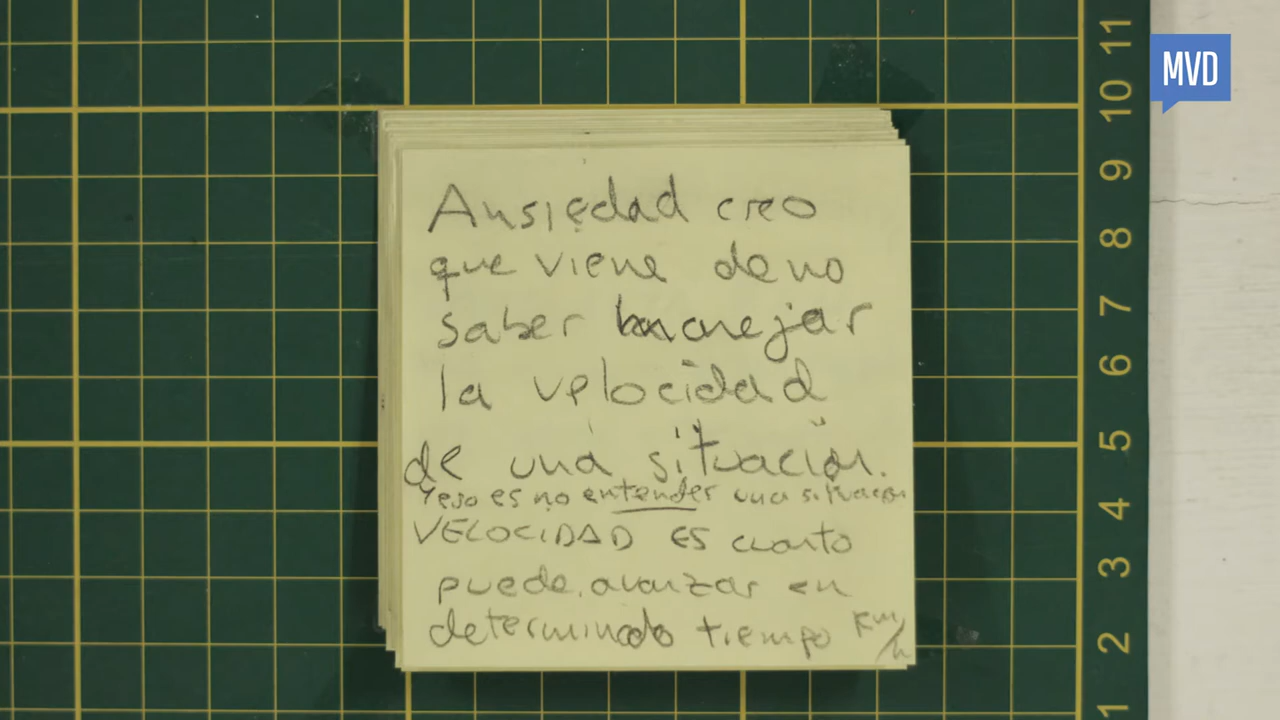 Ansiedad creo
que viene de no
saber manejar
la velocidad
de una situación.
Y eso es no entender una situación
VELOCIDAD ES cuanto
puede avanzar en
determinado tiempo Km/h
MVD
11
10
9
8
7
6
5
4
3
2
1